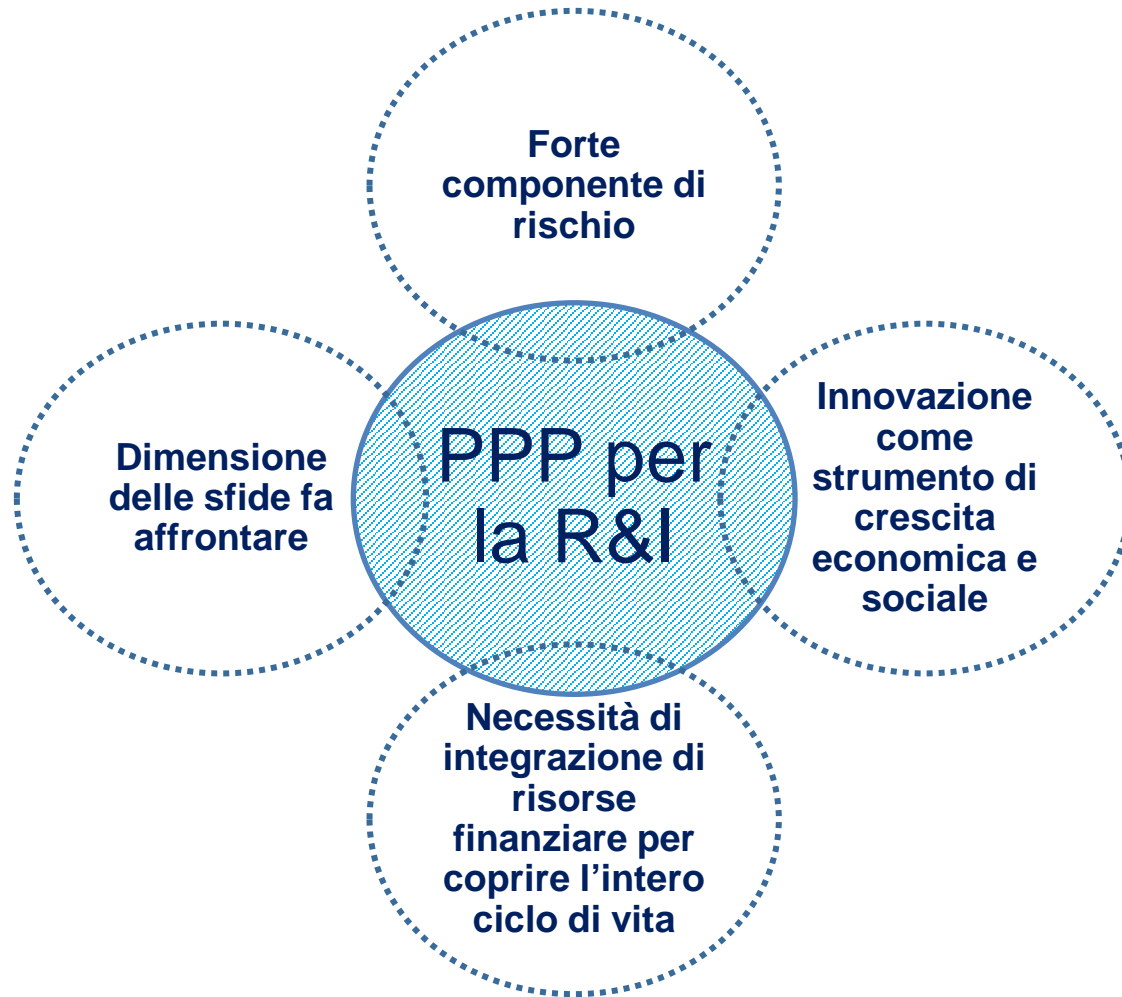 Forte
componente di
rischio
Dimensione
delle sfide fa
affrontare
PPP per
la R&I
Innovazione
come
strumento di
crescita
economica e
sociale
Necessità di
integrazione di
risorse
finanziare per
coprire l’intero
ciclo di vita